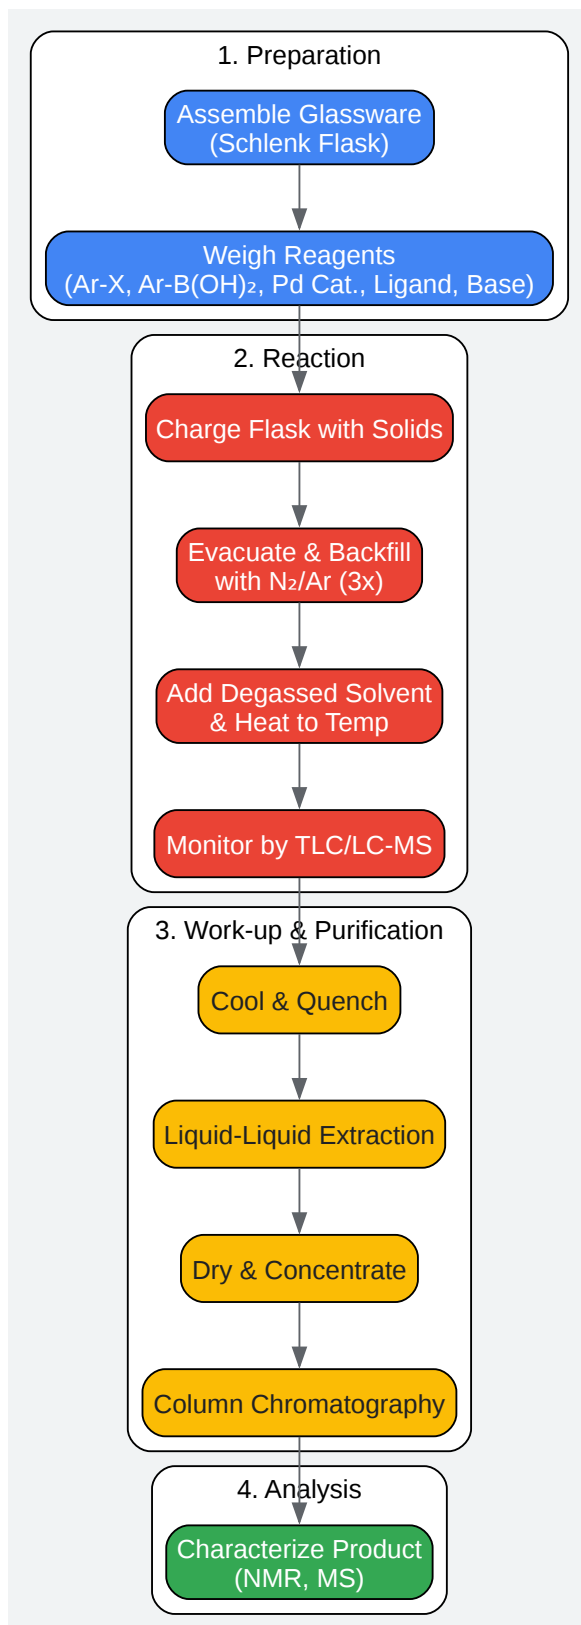 1. Preparation
Assemble Glassware
(Schlenk Flask)
Weigh Reagents
(Ar-X, Ar-B(OH)₂, Pd Cat., Ligand, Base)
2. Reaction
Charge Flask with Solids
Evacuate & Backfill
with N₂/Ar (3x)
Add Degassed Solvent
& Heat to Temp
Monitor by TLC/LC-MS
3. Work-up & Purification
Cool & Quench
Liquid-Liquid Extraction
Dry & Concentrate
Column Chromatography
4. Analysis
Characterize Product
(NMR, MS)